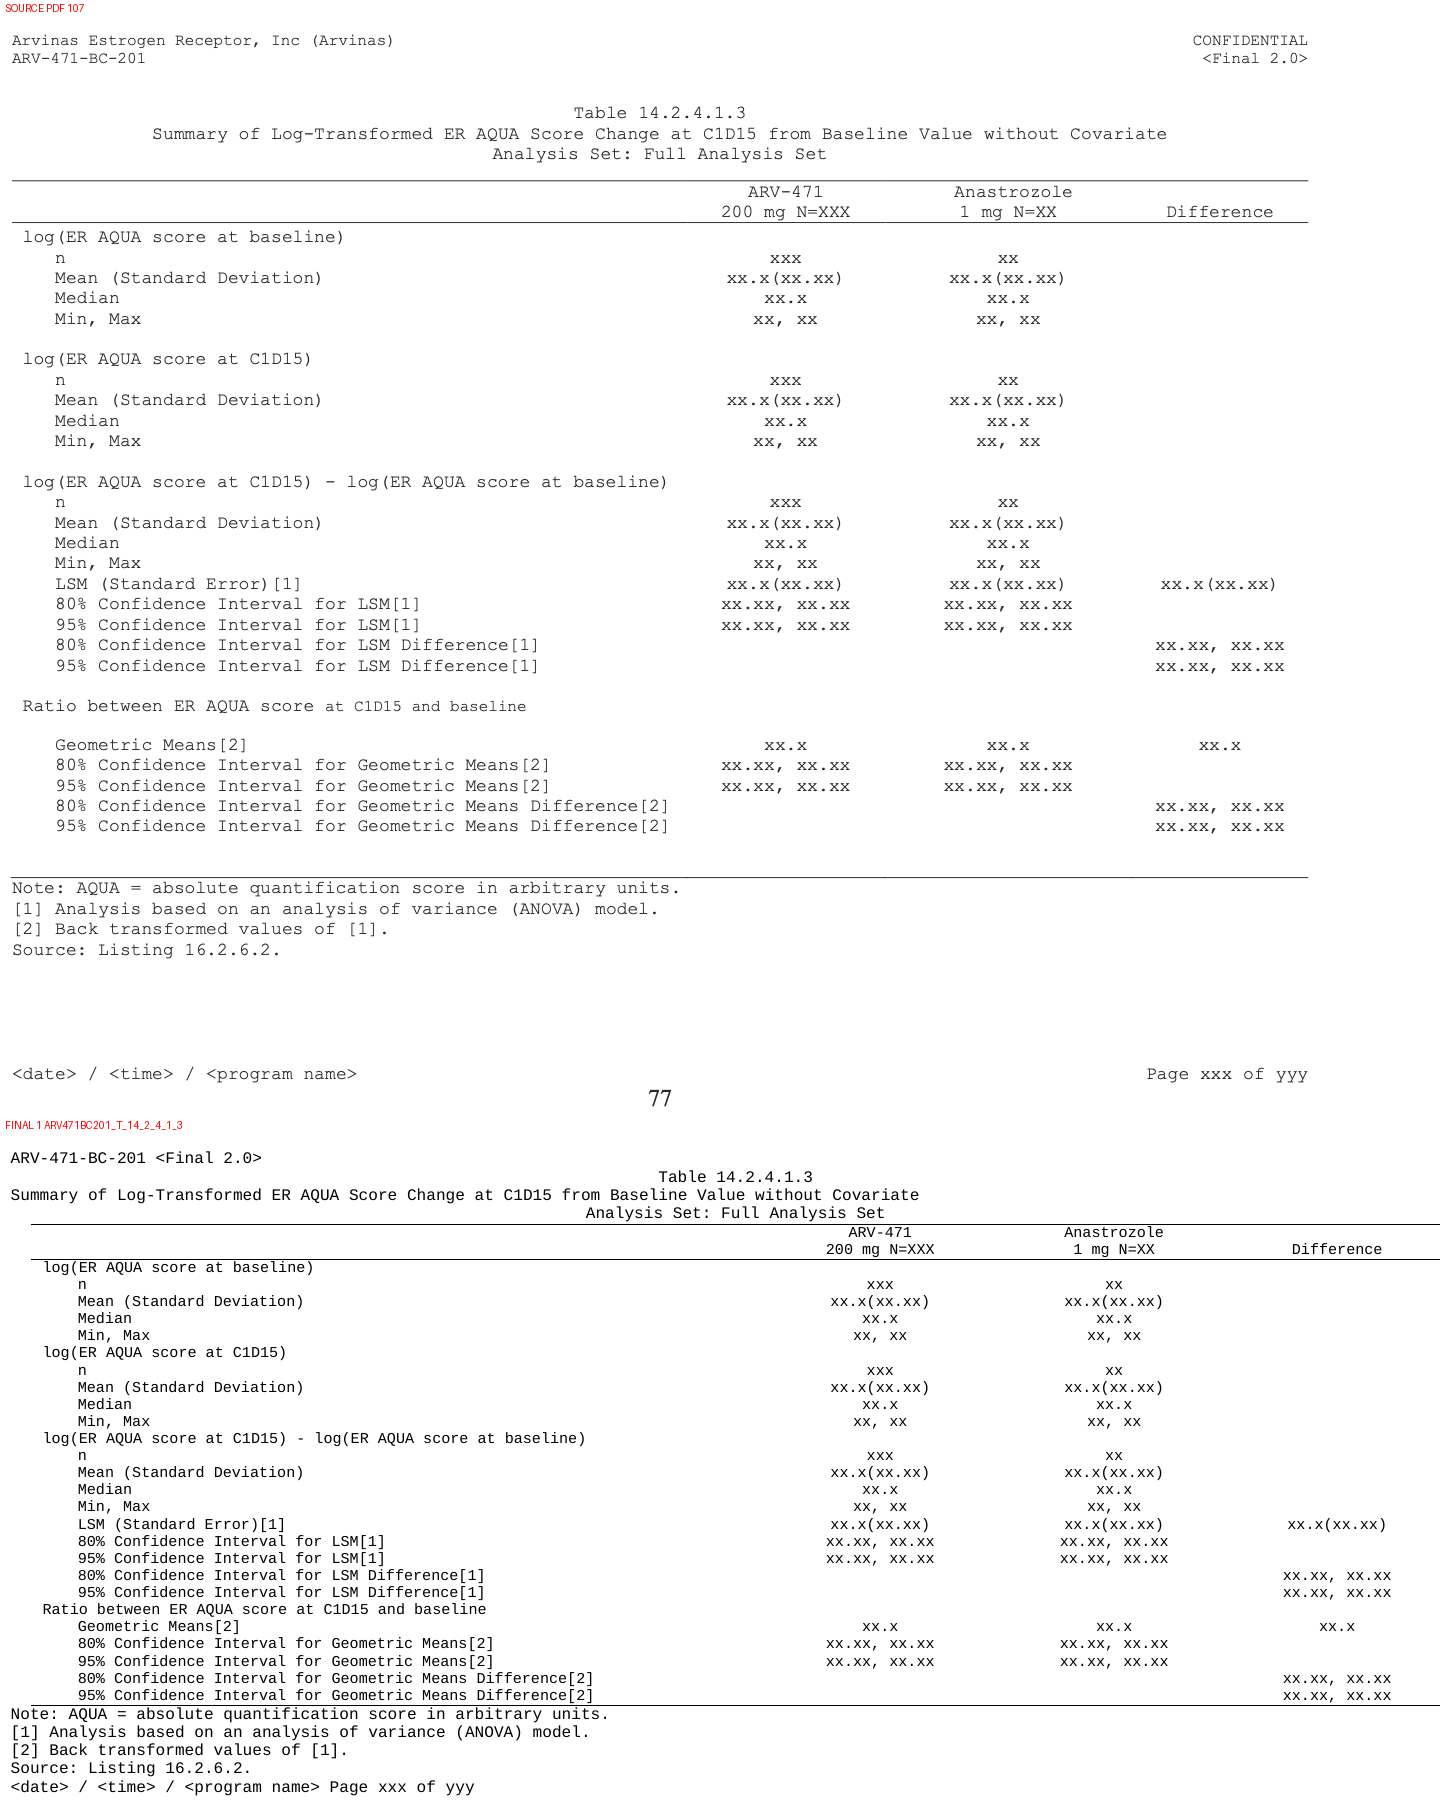 SOURCE PDF 107
Arvinas Estrogen Receptor, Inc (Arvinas) CONFIDENTIAL
ARV-471-BC-201 <Final 2.0>
Table 14.2.4.1.3
Summary of Log-Transformed ER AQUA Score Change at C1D15 from Baseline Value without Covariate
Analysis Set: Full Analysis Set
ARV-471 Anastrozole
200 mg N=XXX 1 mg N=XX Difference
log(ER AQUA score at baseline)
n xxx xx
Mean (Standard Deviation) xx.x(xx.xx) xx.x(xx.xx)
Median xx.x xx.x
Min, Max xx, xx xx, xx
log(ER AQUA score at C1D15)
n xxx xx
Mean (Standard Deviation) xx.x(xx.xx) xx.x(xx.xx)
Median xx.x xx.x
Min, Max xx, xx xx, xx
log(ER AQUA score at C1D15) - log(ER AQUA score at baseline)
n xxx xx
Mean (Standard Deviation) xx.x(xx.xx) xx.x(xx.xx)
Median xx.x xx.x
Min, Max xx, xx xx, xx
LSM (Standard Error)[1] xx.x(xx.xx) xx.x(xx.xx) xx.x(xx.xx)
80% Confidence Interval for LSM[1] xx.xx, xx.xx xx.xx, xx.xx
95% Confidence Interval for LSM[1] xx.xx, xx.xx xx.xx, xx.xx
80% Confidence Interval for LSM Difference[1] xx.xx, xx.xx
95% Confidence Interval for LSM Difference[1] xx.xx, xx.xx
Ratio between ER AQUA score at C1D15 and baseline
Geometric Means[2] xx.x xx.x xx.x
80% Confidence Interval for Geometric Means[2] xx.xx, xx.xx xx.xx, xx.xx
95% Confidence Interval for Geometric Means[2] xx.xx, xx.xx xx.xx, xx.xx
80% Confidence Interval for Geometric Means Difference[2] xx.xx, xx.xx
95% Confidence Interval for Geometric Means Difference[2] xx.xx, xx.xx
Note: AQUA = absolute quantification score in arbitrary units.
[1] Analysis based on an analysis of variance (ANOVA) model.
[2] Back transformed values of [1].
Source: Listing 16.2.6.2.
<date> / <time> / <program name> Page xxx of yyy
77
FINAL 1 ARV471BC201_T_14_2_4_1_3
ARV-471-BC-201 <Final 2.0>
Table 14.2.4.1.3
Summary of Log-Transformed ER AQUA Score Change at C1D15 from Baseline Value without Covariate
Analysis Set: Full Analysis Set
ARV-471 Anastrozole
200 mg N=XXX 1 mg N=XX Difference
log(ER AQUA score at baseline)
n xxx xx
Mean (Standard Deviation) xx.x(xx.xx) xx.x(xx.xx)
Median xx.x xx.x
Min, Max xx, xx xx, xx
log(ER AQUA score at C1D15)
n xxx xx
Mean (Standard Deviation) xx.x(xx.xx) xx.x(xx.xx)
Median xx.x xx.x
Min, Max xx, xx xx, xx
log(ER AQUA score at C1D15) - log(ER AQUA score at baseline)
n xxx xx
Mean (Standard Deviation) xx.x(xx.xx) xx.x(xx.xx)
Median xx.x xx.x
Min, Max xx, xx xx, xx
LSM (Standard Error)[1] xx.x(xx.xx) xx.x(xx.xx) xx.x(xx.xx)
80% Confidence Interval for LSM[1] xx.xx, xx.xx xx.xx, xx.xx
95% Confidence Interval for LSM[1] xx.xx, xx.xx xx.xx, xx.xx
80% Confidence Interval for LSM Difference[1] xx.xx, xx.xx
95% Confidence Interval for LSM Difference[1] xx.xx, xx.xx
Ratio between ER AQUA score at C1D15 and baseline
Geometric Means[2] xx.x xx.x xx.x
80% Confidence Interval for Geometric Means[2] xx.xx, xx.xx xx.xx, xx.xx
95% Confidence Interval for Geometric Means[2] xx.xx, xx.xx xx.xx, xx.xx
80% Confidence Interval for Geometric Means Difference[2] xx.xx, xx.xx
95% Confidence Interval for Geometric Means Difference[2] xx.xx, xx.xx
Note: AQUA = absolute quantification score in arbitrary units.
[1] Analysis based on an analysis of variance (ANOVA) model.
[2] Back transformed values of [1].
Source: Listing 16.2.6.2.
<date> / <time> / <program name> Page xxx of yyy